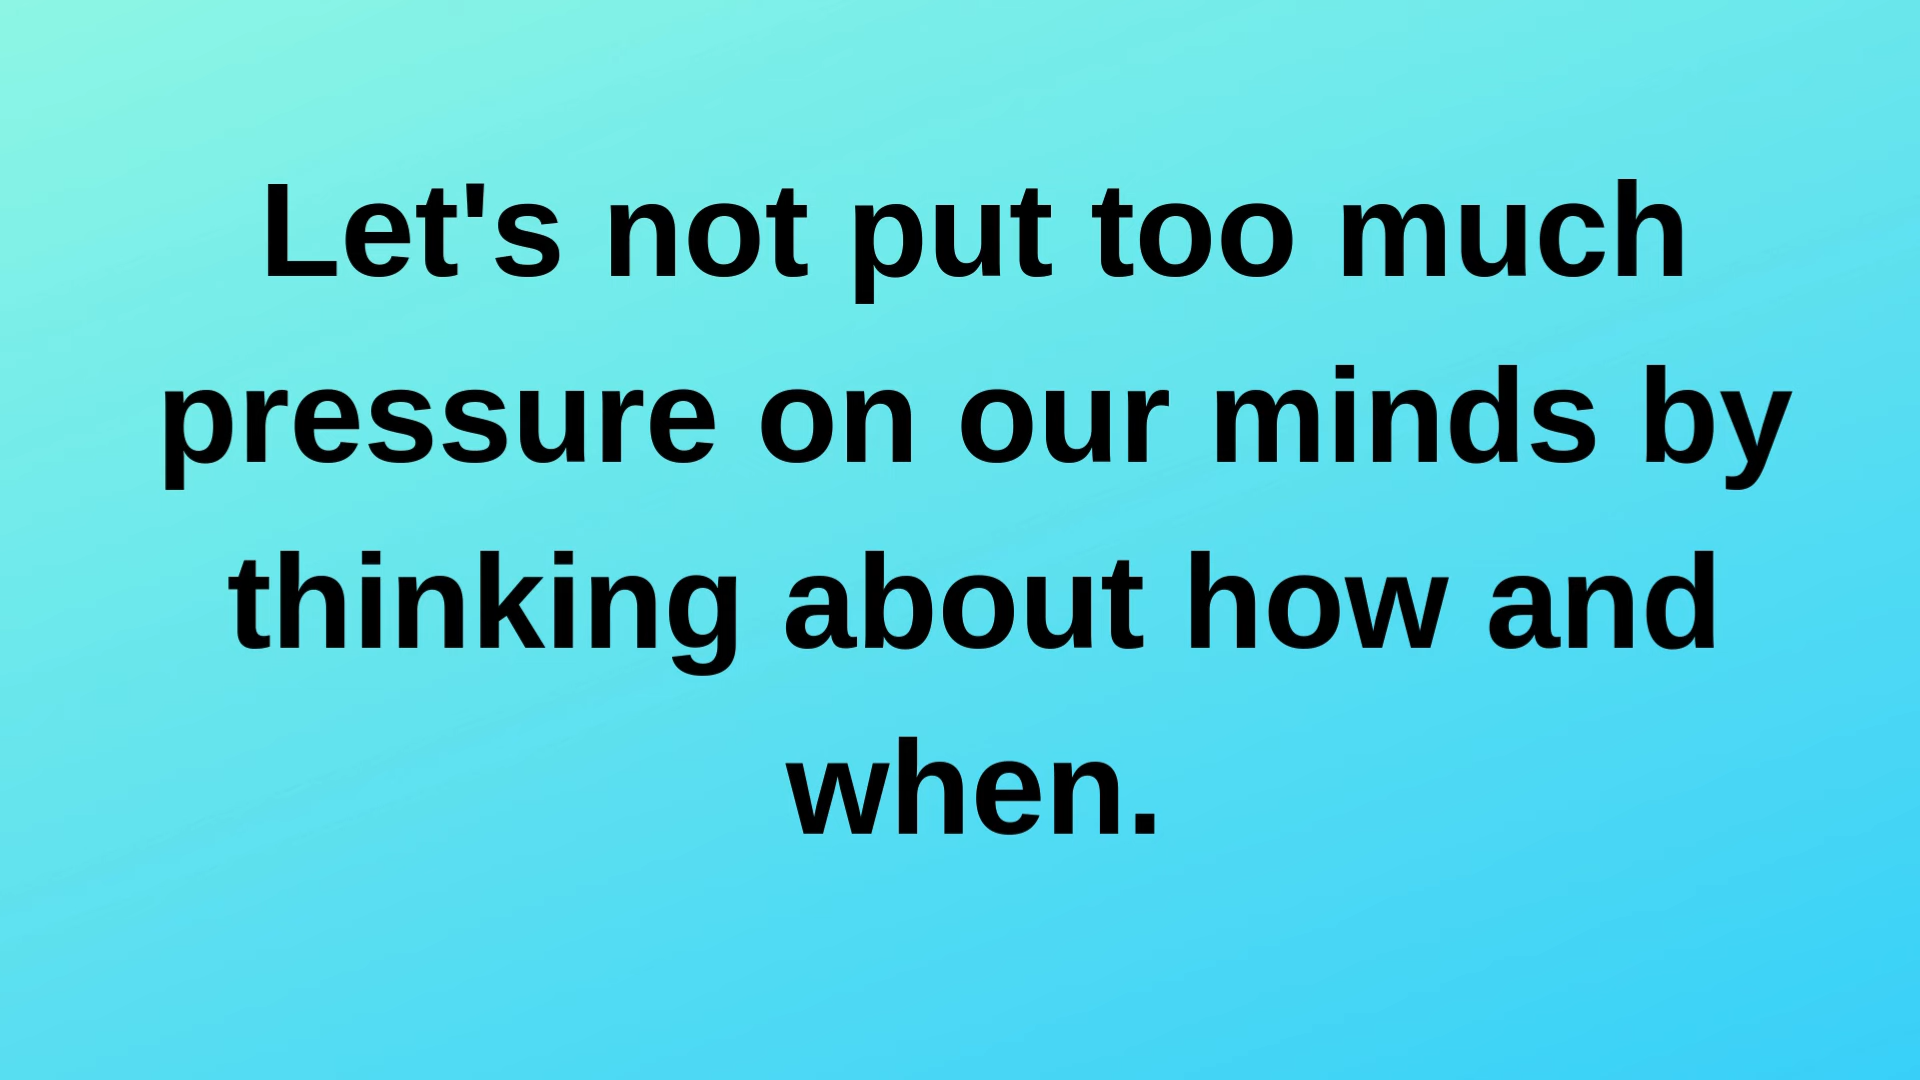 Let's not put too much
pressure on our minds by
thinking about how and
when.